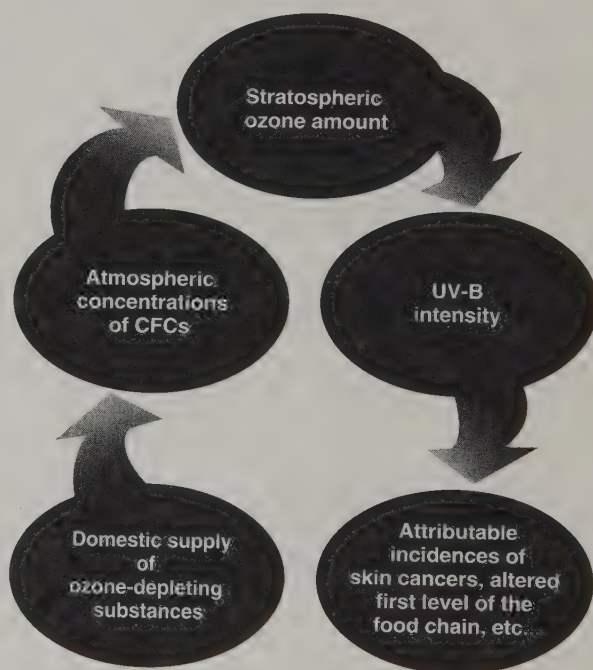 Stratospheric
ozone amount
Atmospheric
concentrations
of CFCs
UV-B
intensity
Domestic supply
of
ozone-depleting
substances
Attributable
incidences of
skin cancers, altered
first level of the
food chain, etc.